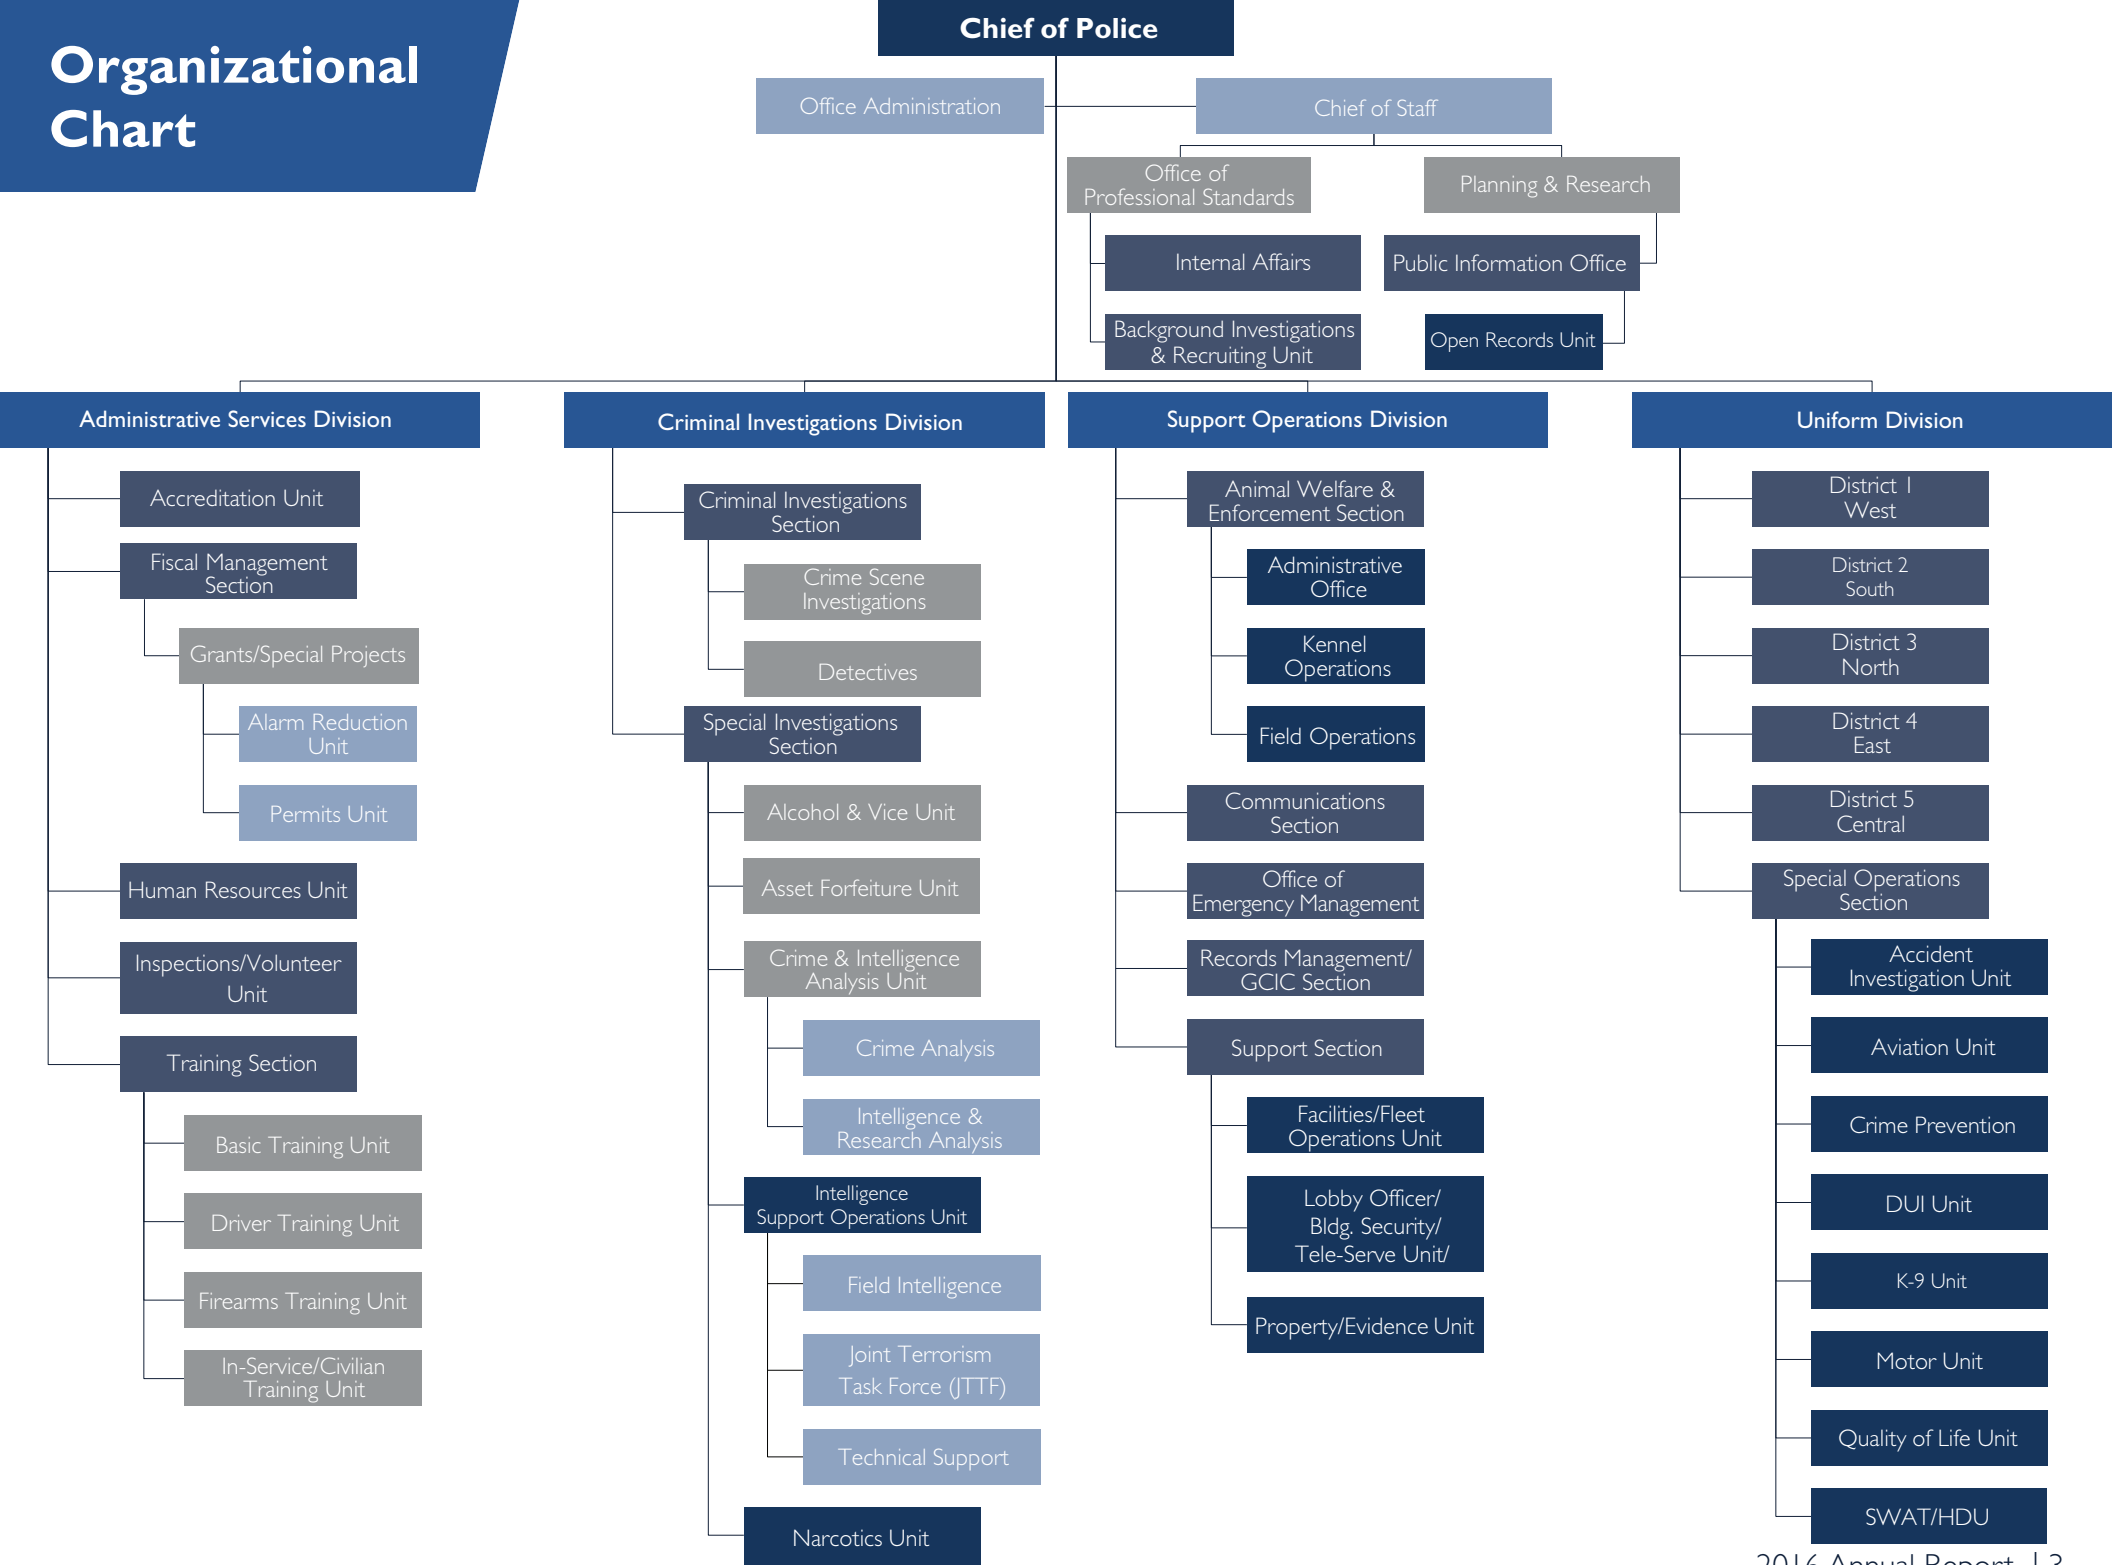 Organizational
Chart
Chief of Police
Office Administration
Chief of Staff
Office of
Professional Standards
Planning & Research
Internal Affairs
Public Information Office
Background Investigations
& Recruiting Unit
Open Records Unit
Administrative Services Division
Accreditation Unit
Fiscal Management
Section
Grants/Special Projects
Alarm Reduction
Unit
Permits Unit
Human Resources Unit
Inspections/Volunteer
Unit
Training Section
Basic Training Unit
Driver Training Unit
Firearms Training Unit
In-Service/Civilian
Training Unit
Criminal Investigations Division
Criminal Investigations
Section
Crime Scene
Investigations
Detectives
Special Investigations
Section
Alcohol & Vice Unit
Asset Forfeiture Unit
Crime & Intelligence
Analysis Unit
Crime Analysis
Intelligence &
Research Analysis
Intelligence
Support Operations Unit
Field Intelligence
Joint Terrorism
Task Force (JTTF)
Technical Support
Narcotics Unit
Support Operations Division
Animal Welfare &
Enforcement Section
Administrative
Office
Kennel
Operations
Field Operations
Communications
Section
Office of
Emergency Management
Records Management/
GCIC Section
Support Section
Facilities/Fleet
Operations Unit
Lobby Officer/
Bldg. Security/
Tele-Serve Unit/
Property/Evidence Unit
Uniform Division
District 1
West
District 2
South
District 3
North
District 4
East
District 5
Central
Special Operations
Section
Accident
Investigation Unit
Aviation Unit
Crime Prevention
DUI Unit
K-9 Unit
Motor Unit
Quality of Life Unit
SWAT/HDU
2016 Annual Report | 3